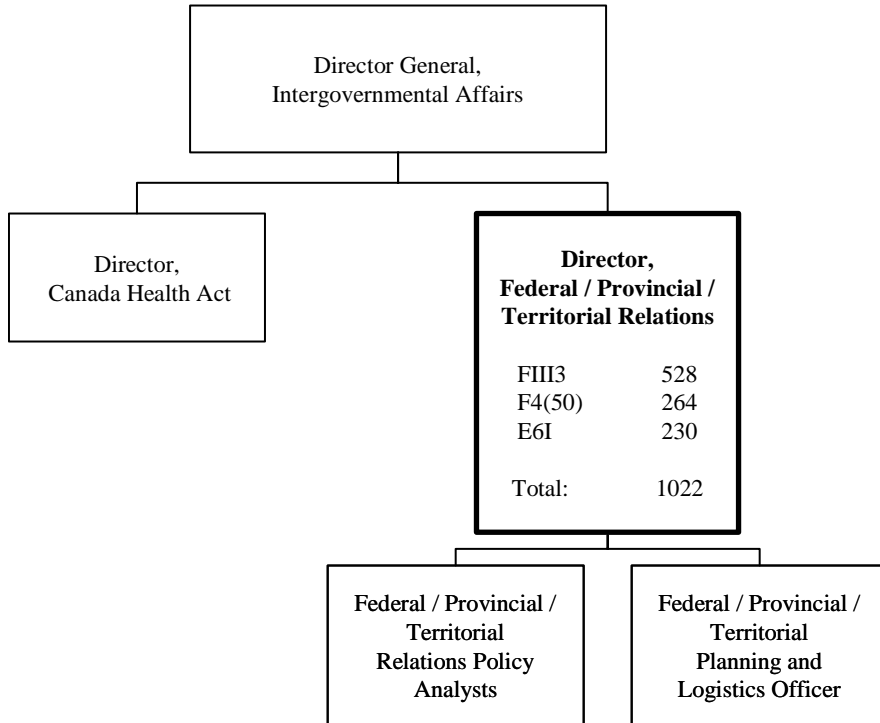 Director General,
Intergovernmental Affairs
Director,
Canada Health Act
Director,
Federal / Provincial /
Territorial Relations
FIII3 528
F4(50) 264
E6I 230
Total: 1022
Federal / Provincial /
Territorial
Relations Policy
Analysts
Federal / Provincial /
Territorial
Planning and
Logistics Officer